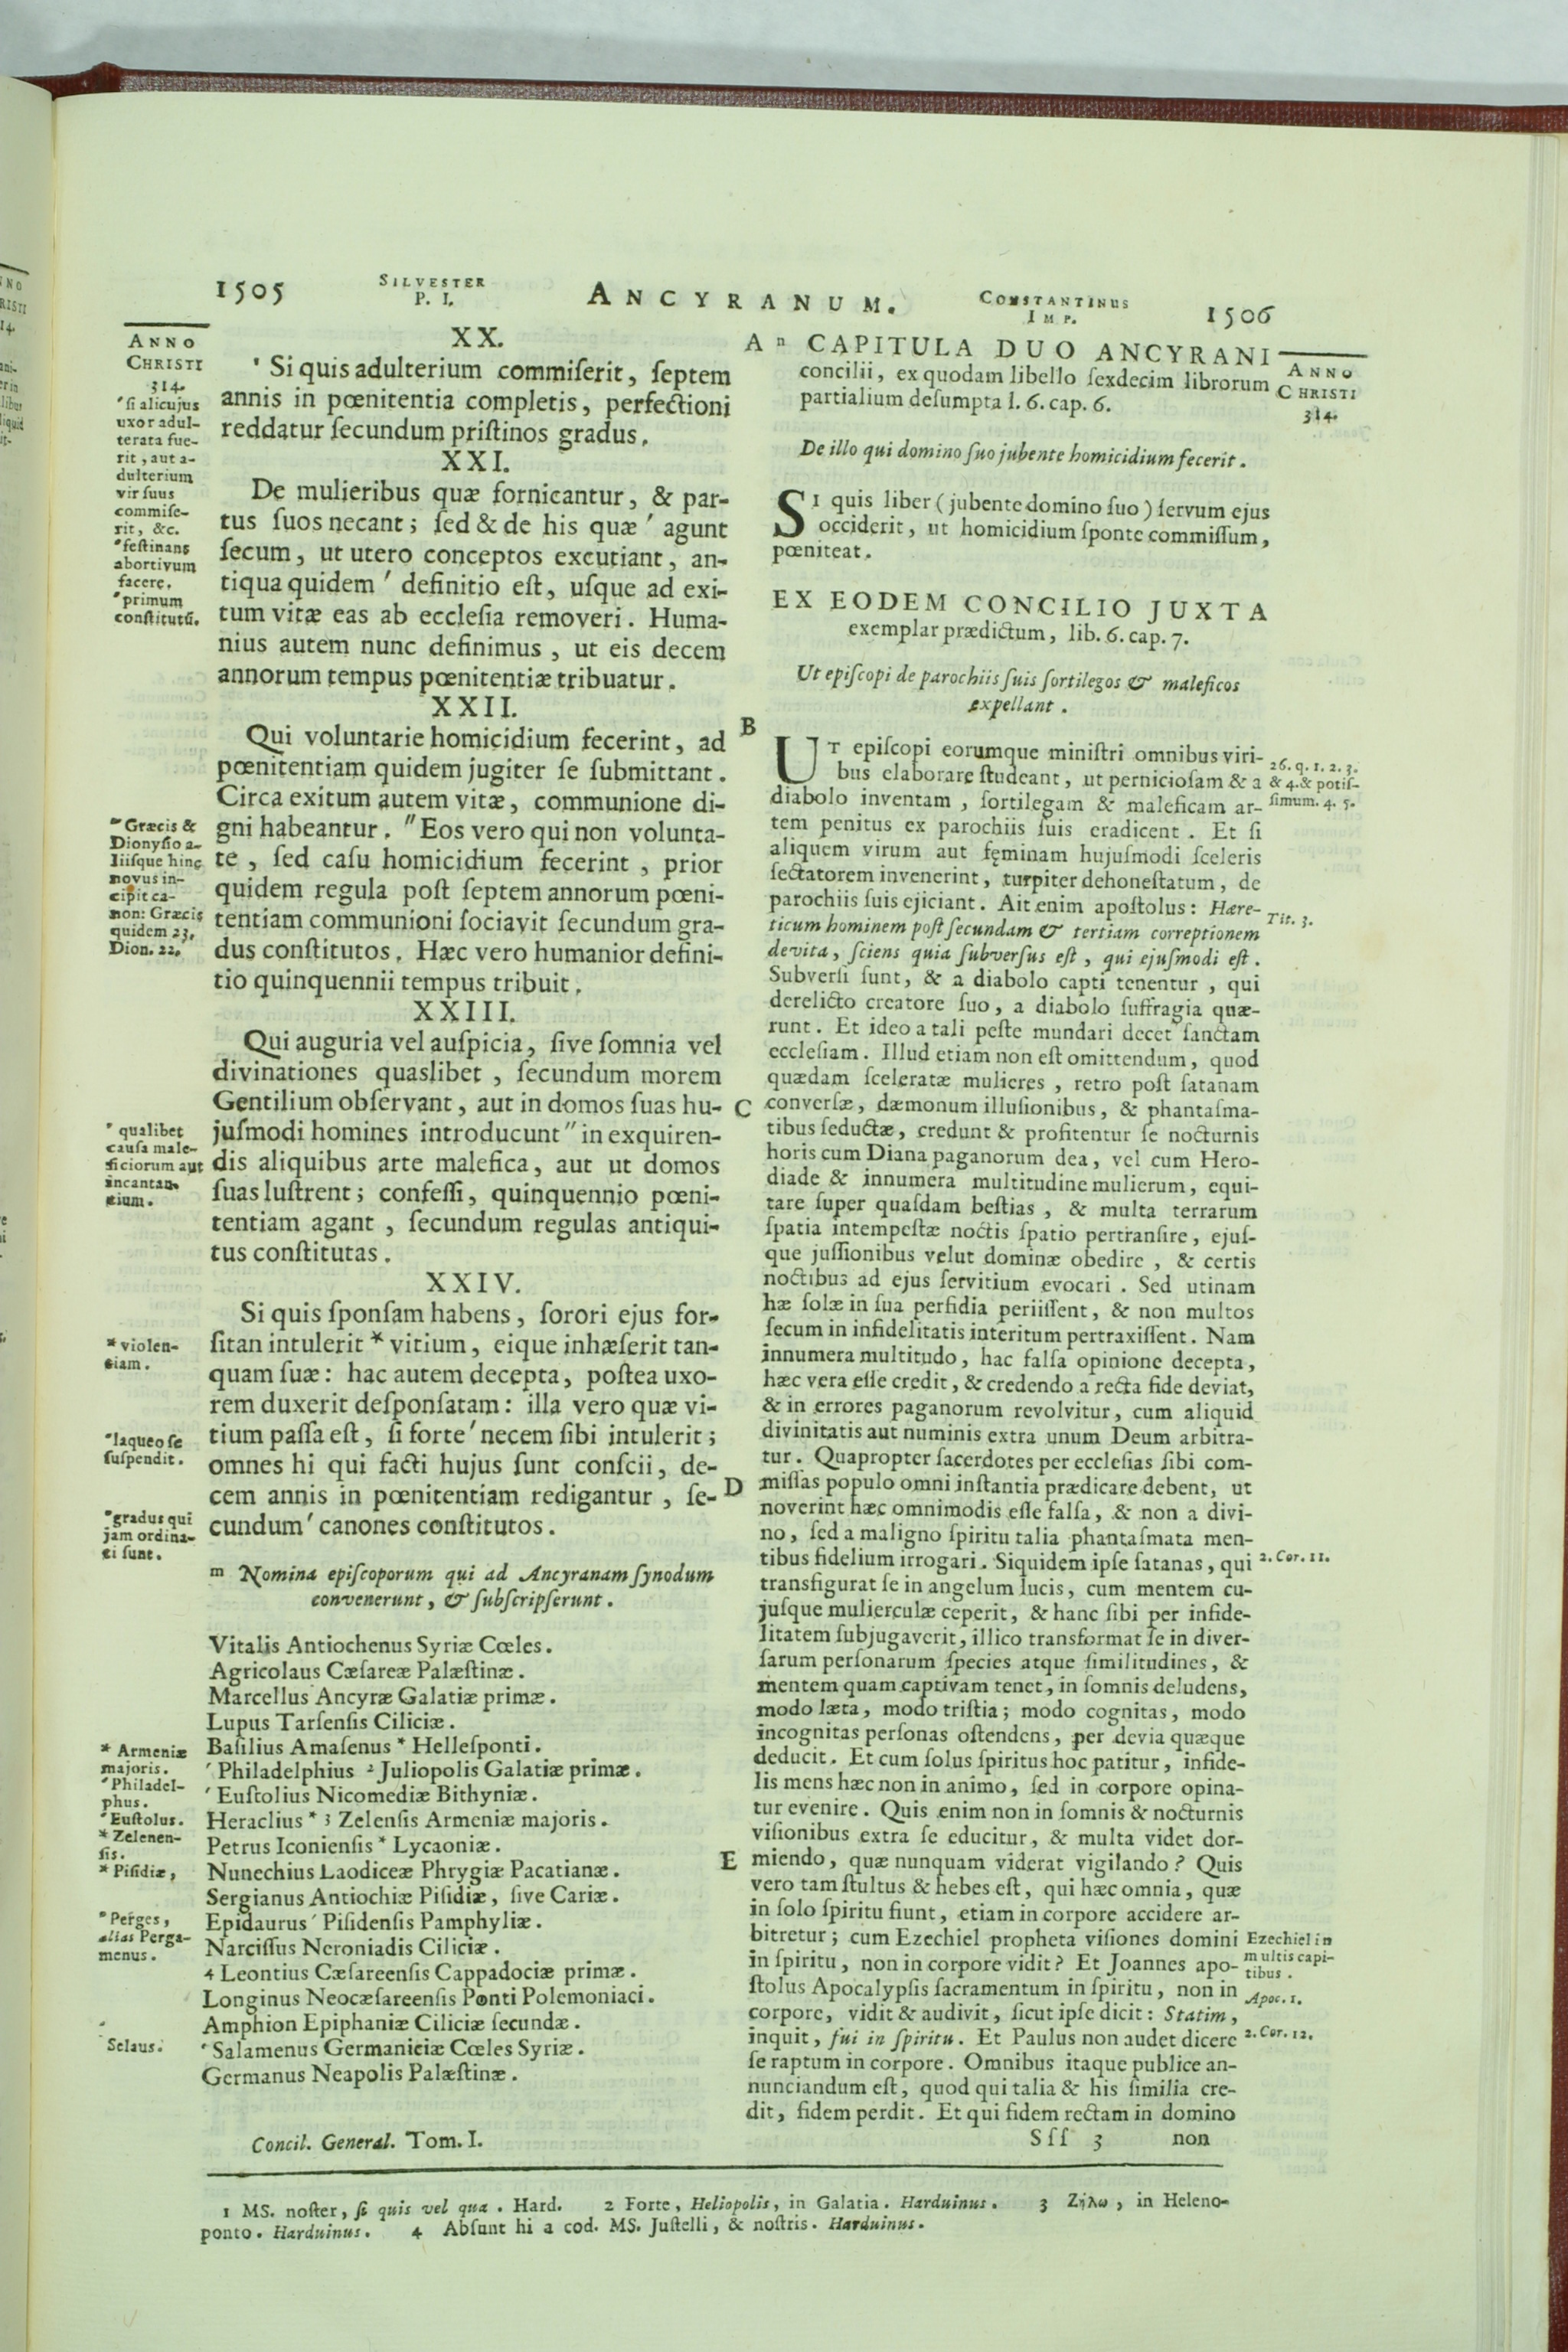 1505 SILVESTER P. I. ANCYRANUM. CONSTANTINUS IMP. 1506
ANNO
CHRISTI
314.
ʹ ſi alicujus
uxor adul-
terata fue-
rit, aut a-
dulterium
vir ſuus
commiſe-
rit, &c.
ʹ feſtinans
abortivum
facere.
ʹ primum
conſtitutũ.
ʺ Græcis &
Dionyſio a-
liiſque hinc
novus in-
cipit ca-
non: Græcis
quidem 23.
Dion. 22.
ʹ qualibet
cauſa male-
ficiorum aut
incantan-
tium.
* violen-
tiam.
ʹ laqueo ſe
ſuſpendit.
ʹ gradus qui
jam ordina-
ti ſunt.
* Armeniæ
majoris.
ʹ Philadel-
phus.
ʹ Euſtolus.
* Zelenen-
ſis.
* Piſidiæ,
ʹ Perges,
alias Perga-
menus.
Selaus.
XX.
ʹ Si quis adulterium commiſerit, ſeptem
annis in pœnitentia completis, perfectioni
reddatur ſecundum priſtinos gradus.
XXI.
De mulieribus quæ fornicantur, & par-
tus ſuos necant; ſed & de his quæ ʹ agunt
ſecum, ut utero conceptos excutiant, an-
tiqua quidem ʹ definitio eſt, uſque ad exi-
tum vitæ eas ab eccleſia removeri. Huma-
nius autem nunc definimus, ut eis decem
annorum tempus pœnitentiæ tribuatur.
XXII.
Qui voluntarie homicidium fecerint, ad
pœnitentiam quidem jugiter ſe ſubmittant.
Circa exitum autem vitæ, communione di-
gni habeantur. ʺ Eos vero qui non volunta-
te, ſed caſu homicidium fecerint, prior
quidem regula poſt ſeptem annorum pœni-
tentiam communioni ſociavit ſecundum gra-
dus conſtitutos. Hæc vero humanior defini-
tio quinquennii tempus tribuit.
XXIII.
Qui auguria vel auſpicia, ſive ſomnia vel
divinationes quaslibet, ſecundum morem
Gentilium obſervant, aut in domos ſuas hu-
juſmodi homines introducunt ʺ in exquiren-
dis aliquibus arte malefica, aut ut domos
ſuas luſtrent; confeſſi, quinquennio pœni-
tentiam agant, ſecundum regulas antiqui-
tus conſtitutas.
XXIV.
Si quis ſponſam habens, ſorori ejus for-
ſitan intulerit * vitium, eique inhæſerit tan-
quam ſuæ: hac autem decepta, poſtea uxo-
rem duxerit deſponſatam: illa vero quæ vi-
tium paſſa eſt, ſi forte ʹ necem ſibi intulerit;
omnes hi qui facti hujus ſunt conſcii, de-
cem annis in pœnitentiam redigantur, ſe-
cundum ʹ canones conſtitutos.
m Nomina epiſcoporum qui ad Ancyranam ſynodum
convenerunt, & ſubſcripſerunt.
Vitalis Antiochenus Syriæ Cœles.
Agricolaus Cæſareæ Palæſtinæ.
Marcellus Ancyræ Galatiæ primæ.
Lupus Tarſenſis Ciliciæ.
Baſilius Amaſenus * Helleſponti.
ʹ Philadelphius 2 Juliopolis Galatiæ primæ.
ʹ Euſtolius Nicomediæ Bithyniæ.
Heraclius * 3 Zelenſis Armeniæ majoris.
Petrus Iconienſis * Lycaoniæ.
Nunechius Laodiceæ Phrygiæ Pacatianæ.
Sergianus Antiochiæ Piſidiæ, ſive Cariæ.
Epidaurus ʹ Piſidenſis Pamphyliæ.
Narciſſus Neroniadis Ciliciæ.
4 Leontius Cæſareenſis Cappadociæ primæ.
Longinus Neocæſareenſis Ponti Polemoniaci.
Amphion Epiphaniæ Ciliciæ ſecundæ.
ʹ Salamenus Germaniciæ Cœles Syriæ.
Germanus Neapolis Palæſtinæ.
Concil. General. Tom. I.
A
B
C
D
E
n CAPITULA DUO ANCYRANI
concilii, ex quodam libello ſexdecim librorum
partialium deſumpta l. 6. cap. 6.
De illo qui domino ſuo jubente homicidium fecerit.
SI quis liber (jubente domino ſuo) ſervum ejus
occiderit, ut homicidium ſponte commiſſum,
pœniteat.
EX EODEM CONCILIO JUXTA
exemplar prædictum, lib. 6. cap. 7.
Ut epiſcopi de parochiis ſuis ſortilegos & maleficos
expellant.
UT epiſcopi eorumque miniſtri omnibus viri-
bus elaborare ſtudeant, ut pernicioſam & a
diabolo inventam, ſortilegam & maleficam ar-
tem penitus ex parochiis ſuis eradicent. Et ſi
aliquem virum aut fęminam hujuſmodi ſceleris
ſectatorem invenerint, turpiter dehoneſtatum, de
parochiis ſuis ejiciant. Ait enim apoſtolus: Hære-
ticum hominem poſt ſecundam & tertiam correptionem
devita, ſciens quia ſubverſus eſt, qui ejuſmodi eſt.
Subverſi ſunt, & a diabolo capti tenentur, qui
derelicto creatore ſuo, a diabolo ſuffragia quæ-
runt. Et ideo a tali peſte mundari decet ſanctam
eccleſiam. Illud etiam non eſt omittendum, quod
quædam ſceleratæ mulieres, retro poſt ſatanam
converſæ, dæmonum illuſionibus, & phantaſma-
tibus ſeductæ, credunt & profitentur ſe nocturnis
horis cum Diana paganorum dea, vel cum Hero-
diade & innumera multitudine mulierum, equi-
tare ſuper quaſdam beſtias, & multa terrarum
ſpatia intempeſtæ noctis ſpatio pertranſire, ejuſ-
que juſſionibus velut dominæ obedire, & certis
noctibus ad ejus ſervitium evocari. Sed utinam
hæ ſolæ in ſua perfidia periiſſent, & non multos
ſecum in infidelitatis interitum pertraxiſſent. Nam
innumera multitudo, hac falſa opinione decepta,
hæc vera eſſe credit, & credendo a recta fide deviat,
& in errores paganorum revolvitur, cum aliquid
divinitatis aut numinis extra unum Deum arbitra-
tur. Quapropter ſacerdotes per eccleſias ſibi com-
miſſas populo omni inſtantia prædicare debent, ut
noverint hæc omnimodis eſſe falſa, & non a divi-
no, ſed a maligno ſpiritu talia phantaſmata men-
tibus fidelium irrogari. Siquidem ipſe ſatanas, qui
transfigurat ſe in angelum lucis, cum mentem cu-
juſque mulierculæ ceperit, & hanc ſibi per infide-
litatem ſubjugaverit, illico transformat ſe in diver-
ſarum perſonarum ſpecies atque ſimilitudines, &
mentem quam captivam tenet, in ſomnis deludens,
modo læta, modo triſtia; modo cognitas, modo
incognitas perſonas oſtendens, per devia quæque
deducit. Et cum ſolus ſpiritus hoc patitur, infide-
lis mens hæc non in animo, ſed in corpore opina-
tur evenire. Quis enim non in ſomnis & nocturnis
viſionibus extra ſe educitur, & multa videt dor-
miendo, quæ nunquam viderat vigilando? Quis
vero tam ſtultus & hebes eſt, qui hæc omnia, quæ
in ſolo ſpiritu fiunt, etiam in corpore accidere ar-
bitretur; cum Ezechiel propheta viſiones domini
in ſpiritu, non in corpore vidit? Et Joannes apo-
ſtolus Apocalypſis ſacramentum in ſpiritu, non in
corpore, vidit & audivit, ſicut ipſe dicit: Statim,
inquit, fui in ſpiritu. Et Paulus non audet dicere
ſe raptum in corpore. Omnibus itaque publice an-
nunciandum eſt, quod qui talia & his ſimilia cre-
dit, fidem perdit. Et qui fidem rectam in domino
Sſſ 3 non
ANNO
CHRISTI
314.
26. q. 1. 2. 3.
& 4. & potiſ-
ſimum. 4. 5.
Tit. 3.
2. Cor. 11.
Ezechiel in
multis capi-
tibus.
Apoc. 1.
2. Cor. 12.
1 MS. noſter, ſi quis vel qua. Hard. 2 Forte, Heliopolis, in Galatia. Harduinus. 3 Ζήλω, in Heleno-
ponto. Harduinus. 4 Abſunt hi a cod. MS. Juſtelli, & noſtris. Harduinus.